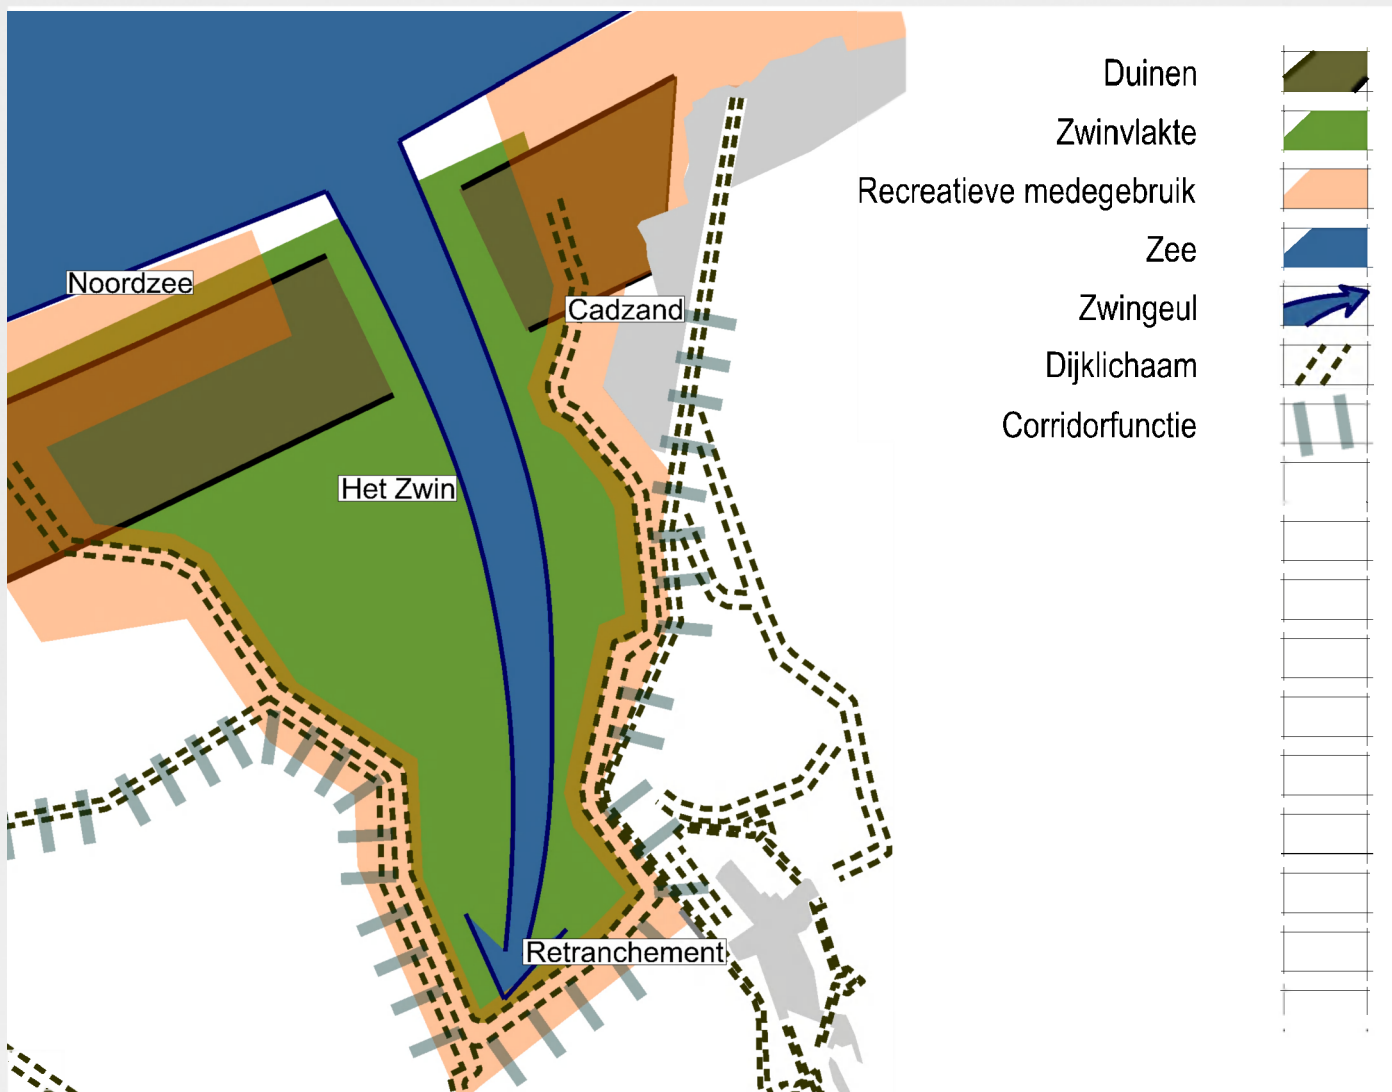 Duinen
Zwinvlakte
Recreatieve medegebruik
Zee
Zwingeul
Dijklichaam
Corridorfunctie
Noordzee
Cadzand
Het Zwin
Retranchement